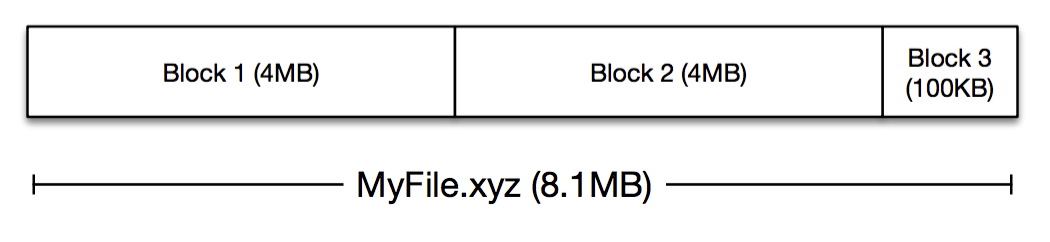 Block 1 (4MB)
Block 2 (4MB)
Block 3
(100KB)
MyFile.xyz (8.1MB)